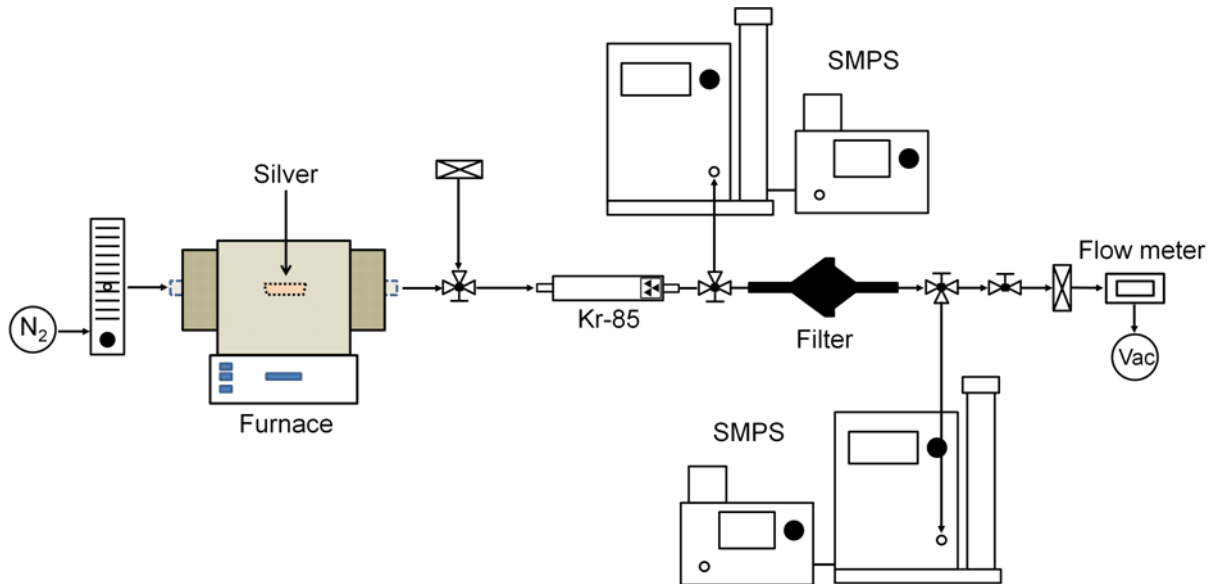 SMPS
Silver
Flow meter
N2
Kr-85
Filter
Vac
Furnace
SMPS